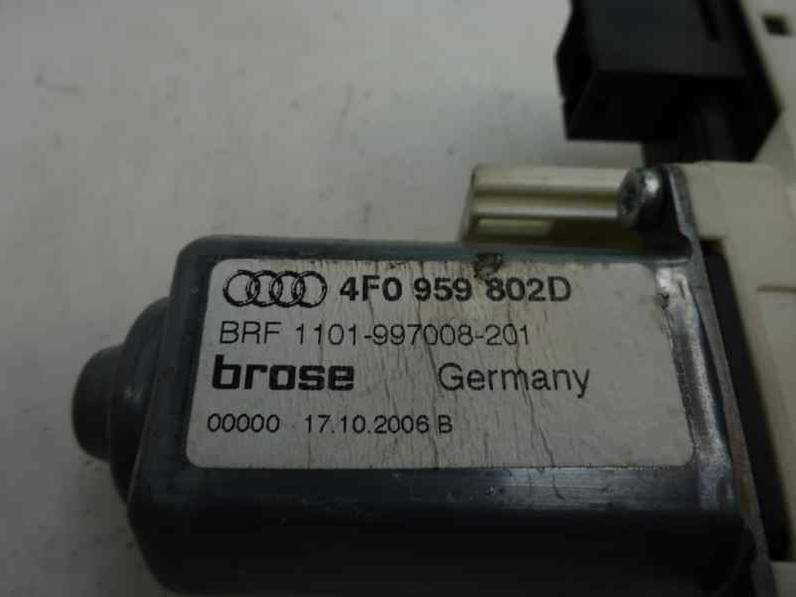 4F0 959 802D
BRF 1101-997008-201
brose Germany
00000 17.10.2006 B